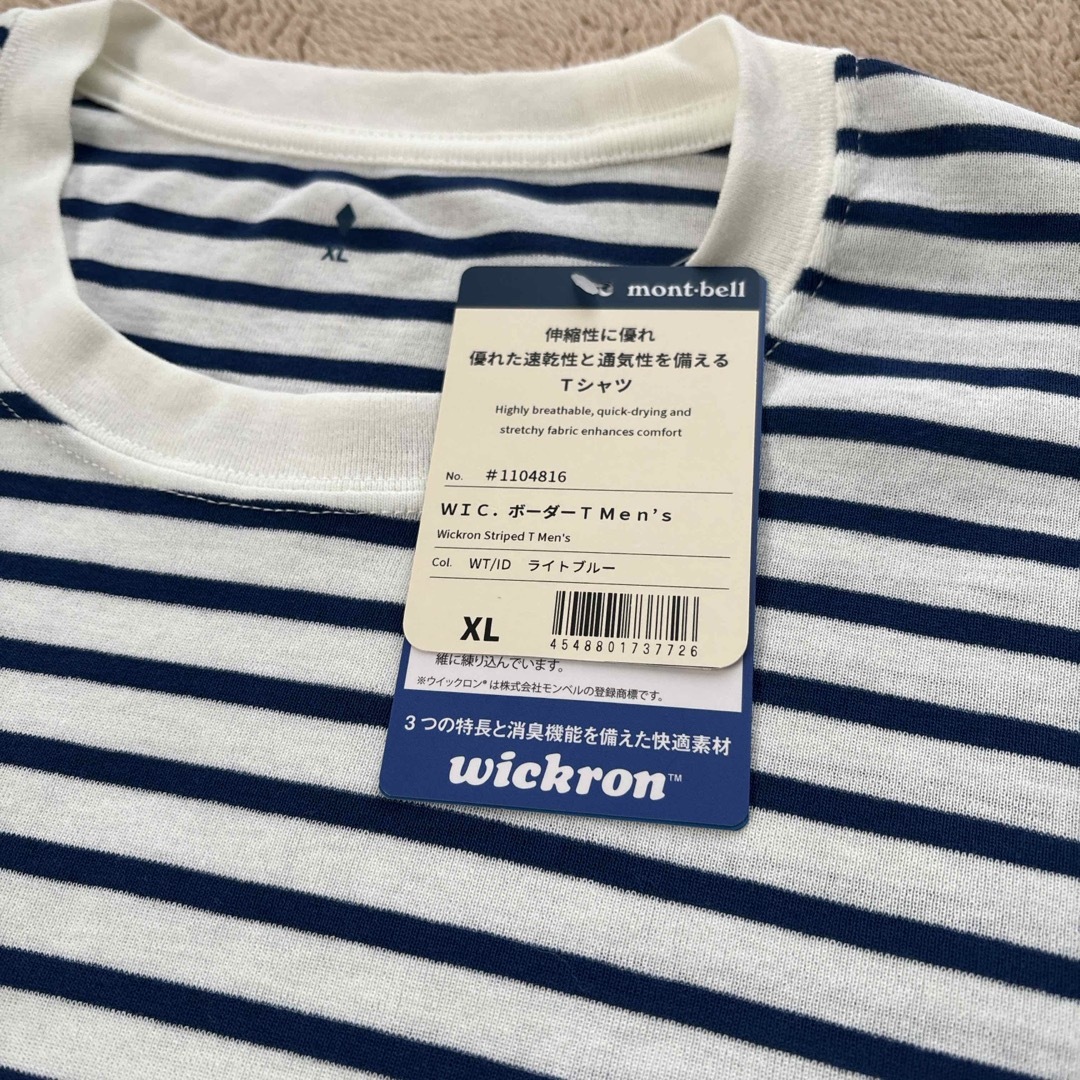 XL
mont·bell
伸縮性に優れ
優れた速乾性と通気性を備える
Tシャツ
Highly breathable, quick-drying and
stretchy fabric enhances comfort
No. #1104816
WIC. ボーダーT Men's
Wickron Striped T Men's
Col. WT/ID ライトブルー
XL
4548801737726
維に練り込んでいます。
※ウイックロン®は株式会社モンベルの登録商標です。
3つの特長と消臭機能を備えた快適素材
wickron™